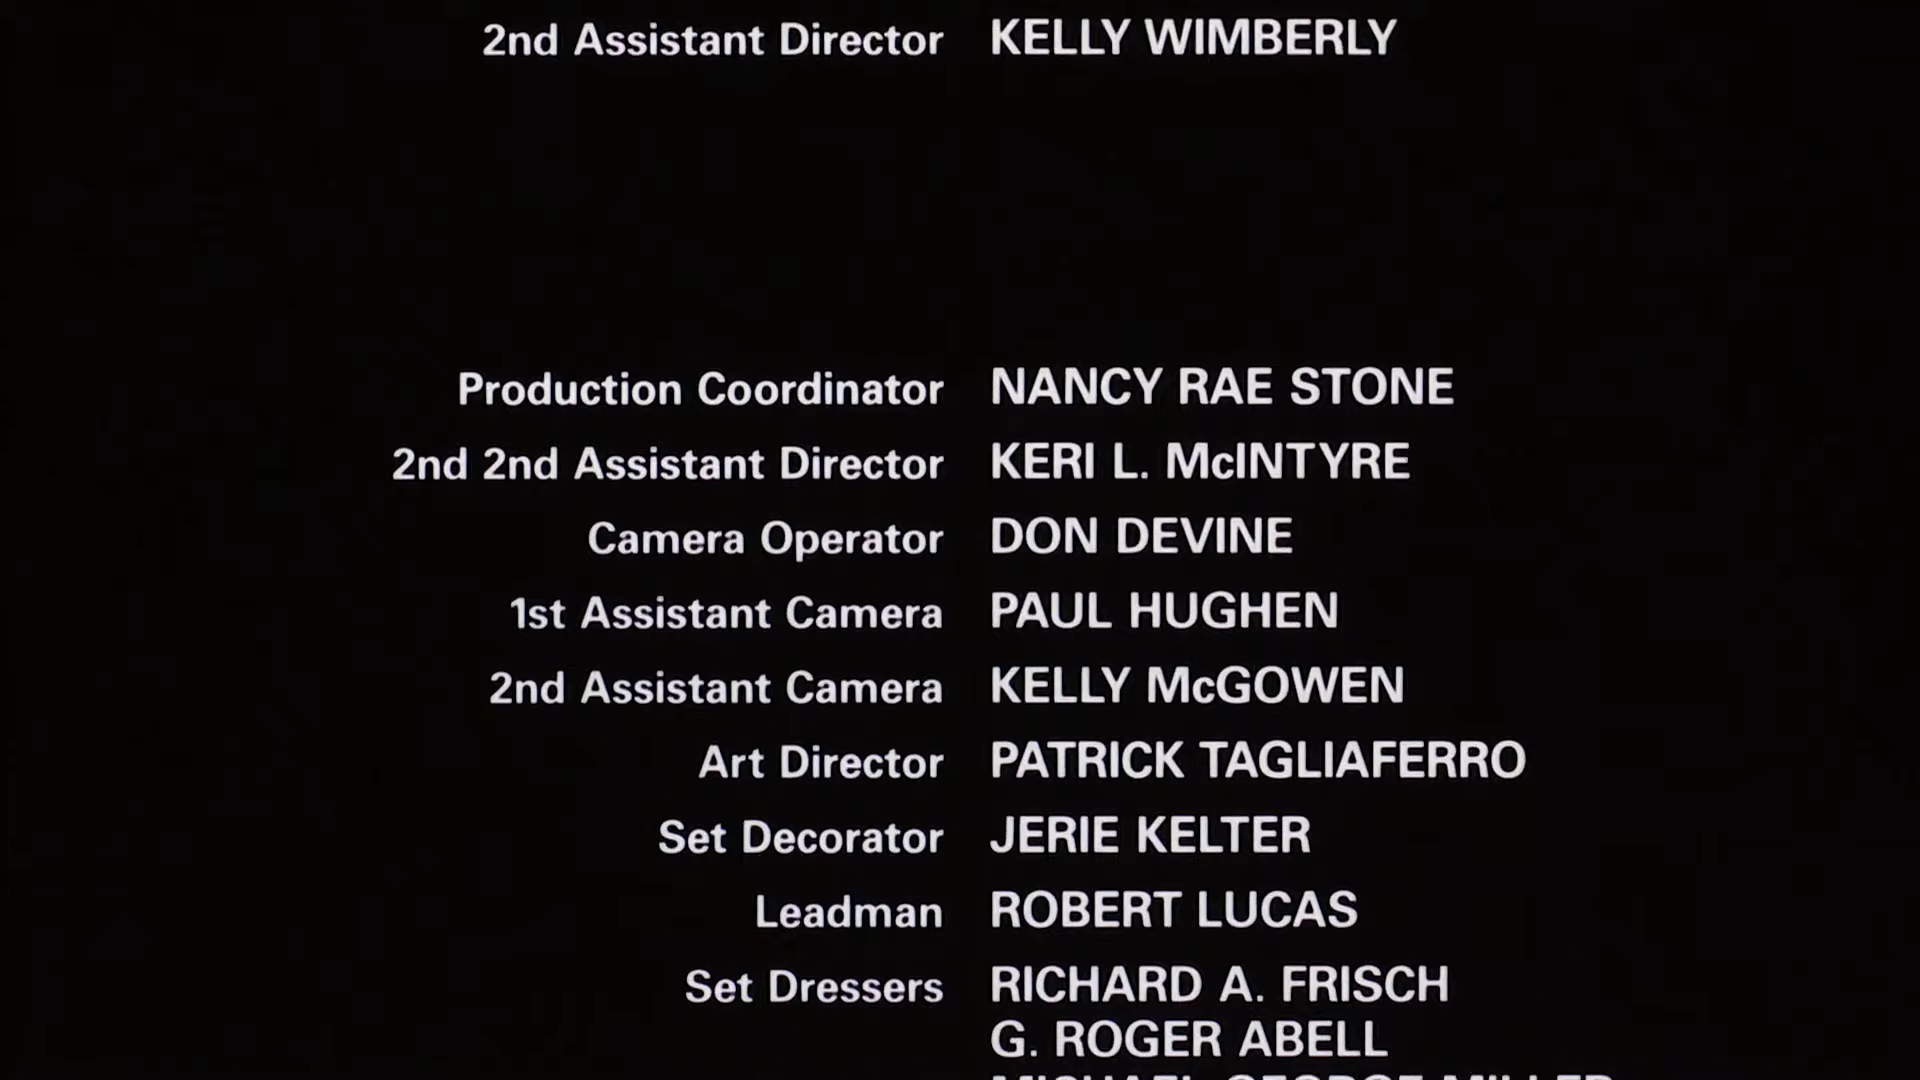 2nd Assistant Director KELLY WIMBERLY
Production Coordinator NANCY RAE STONE
2nd 2nd Assistant Director KERI L. McINTYRE
Camera Operator DON DEVINE
1st Assistant Camera PAUL HUGHEN
2nd Assistant Camera KELLY McGOWEN
Art Director PATRICK TAGLIAFERRO
Set Decorator JERIE KELTER
Leadman ROBERT LUCAS
Set Dressers RICHARD A. FRISCH
G. ROGER ABELL